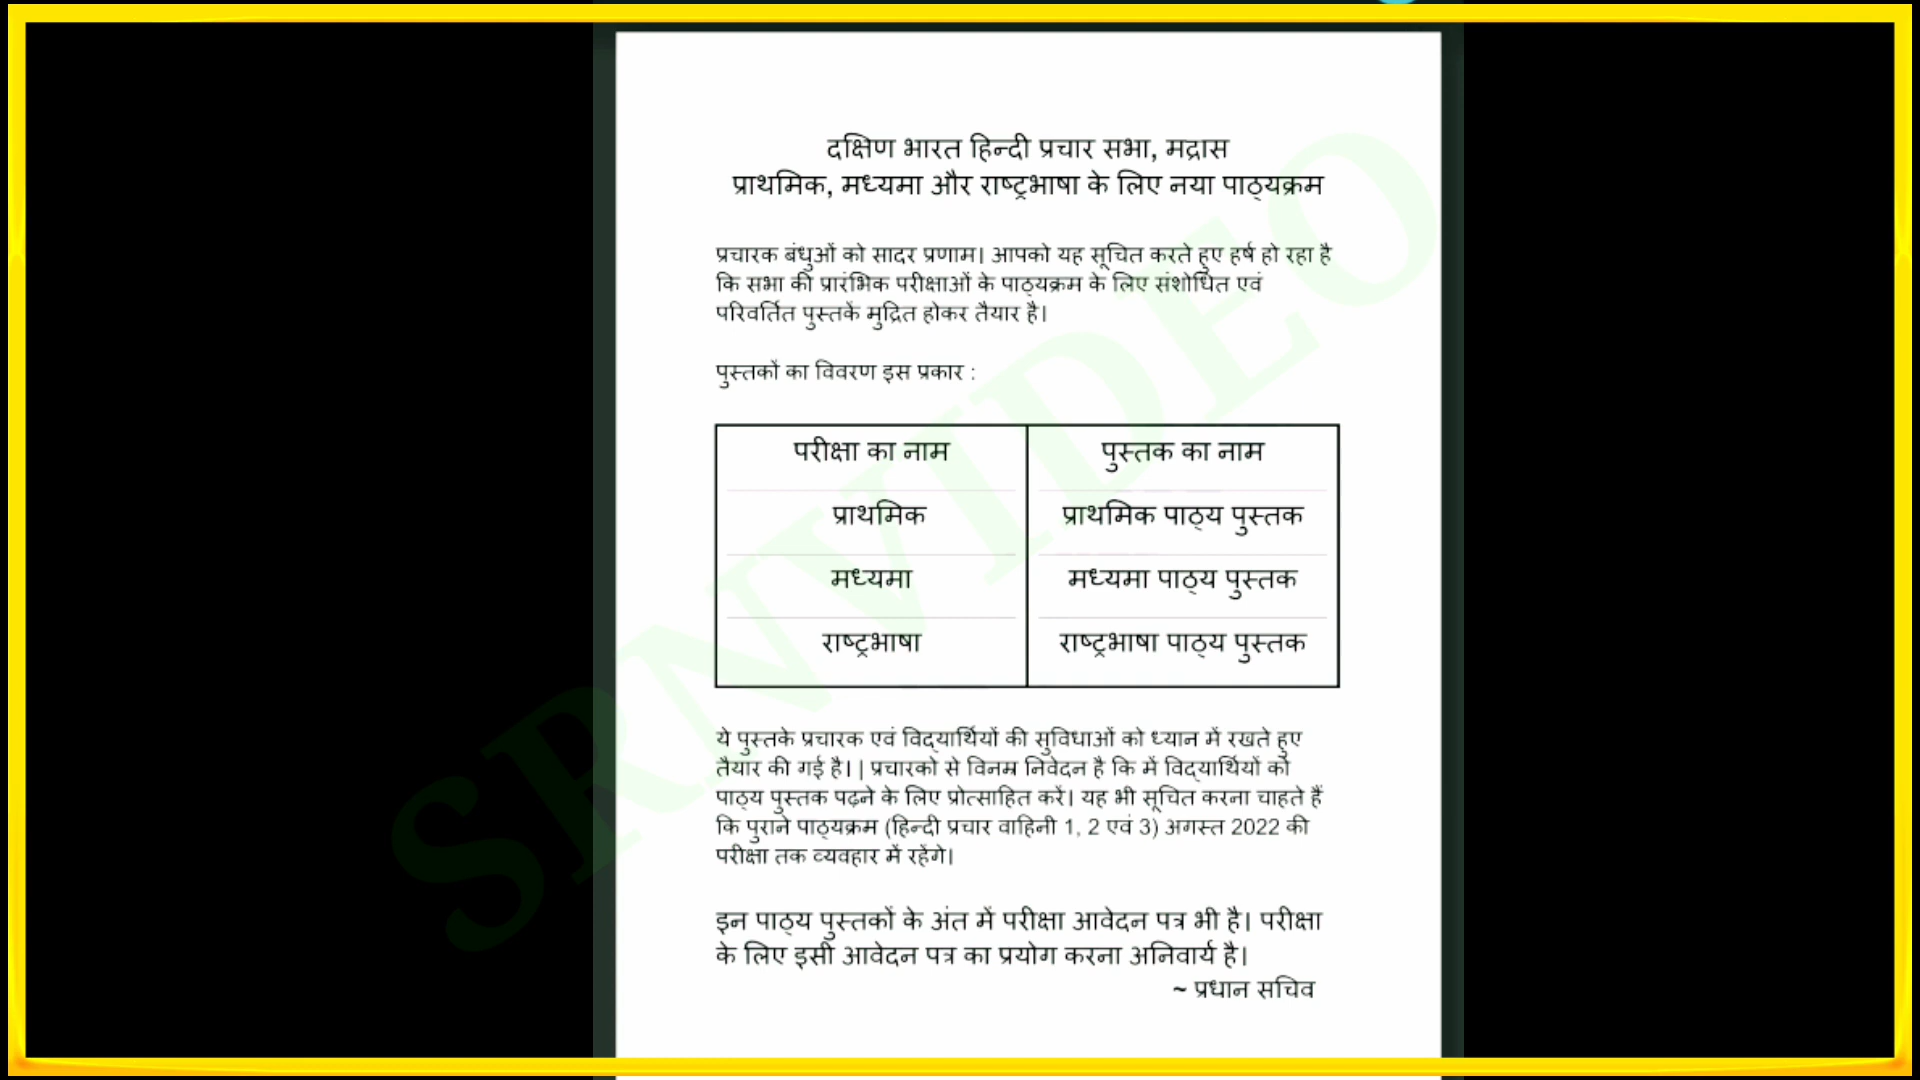 दक्षिण भारत हिन्दी प्रचार सभा, मद्रास
प्राथमिक, मध्यमा और राष्ट्रभाषा के लिए नया पाठ्यक्रम
प्रचारक बंधुओं को सादर प्रणाम। आपको यह सूचित करते हुए हर्ष हो रहा है
कि सभा की प्रारंभिक परीक्षाओं के पाठ्यक्रम के लिए संशोधित एवं
परिवर्तित पुस्तकें मुद्रित होकर तैयार है।
पुस्तकों का विवरण इस प्रकार :
परीक्षा का नाम पुस्तक का नाम
प्राथमिक प्राथमिक पाठ्य पुस्तक
मध्यमा मध्यमा पाठ्य पुस्तक
राष्ट्रभाषा राष्ट्रभाषा पाठ्य पुस्तक
ये पुस्तके प्रचारक एवं विद्यार्थियों की सुविधाओं को ध्यान में रखते हुए
तैयार की गई है। | प्रचारको से विनम्र निवेदन है कि में विद्यार्थियों को
पाठ्य पुस्तक पढ़ने के लिए प्रोत्साहित करें। यह भी सूचित करना चाहते हैं
कि पुराने पाठ्यक्रम (हिन्दी प्रचार वाहिनी 1, 2 एवं 3) अगस्त 2022 की
परीक्षा तक व्यवहार में रहेंगे।
इन पाठ्य पुस्तकों के अंत में परीक्षा आवेदन पत्र भी है। परीक्षा
के लिए इसी आवेदन पत्र का प्रयोग करना अनिवार्य है।
~ प्रधान सचिव
SRNVIDEO